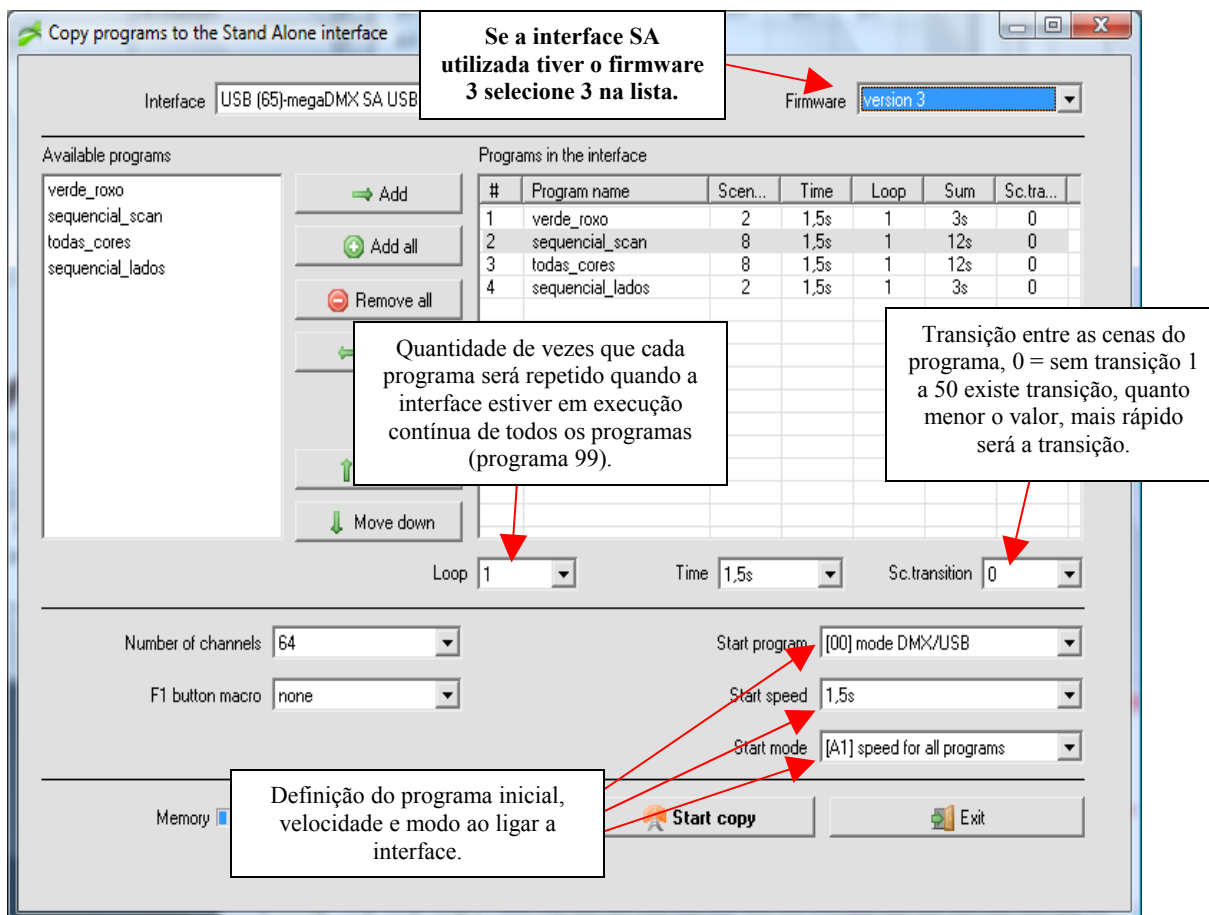 Copy programs to the Stand Alone interface
Se a interface SA
utilizada tiver o firmware
3 selecione 3 na lista.
Interface USB (65)-megaDMX SA USB
Firmware version 3
Available programs
verde_roxo
sequencial_scan
todas_cores
sequencial_lados
Add
Add all
Remove all
Move down
Programs in the interface
# Program name Scen... Time Loop Sum Sc.tra...
1 verde_roxo 2 1,5s 1 3s 0
2 sequencial_scan 8 1,5s 1 12s 0
3 todas_cores 8 1,5s 1 12s 0
4 sequencial_lados 2 1,5s 1 3s 0
Quantidade de vezes que cada
programa será repetido quando a
interface estiver em execução
contínua de todos os programas
(programa 99).
Transição entre as cenas do
programa, 0 = sem transição 1
a 50 existe transição, quanto
menor o valor, mais rápido
será a transição.
Loop 1 Time 1,5s Sc.transition 0
Number of channels 64
F1 button macro none
Start program [00] mode DMX/USB
Start speed 1,5s
Start mode [A1] speed for all programs
Definição do programa inicial,
velocidade e modo ao ligar a
interface.
Memory
Start copy
Exit